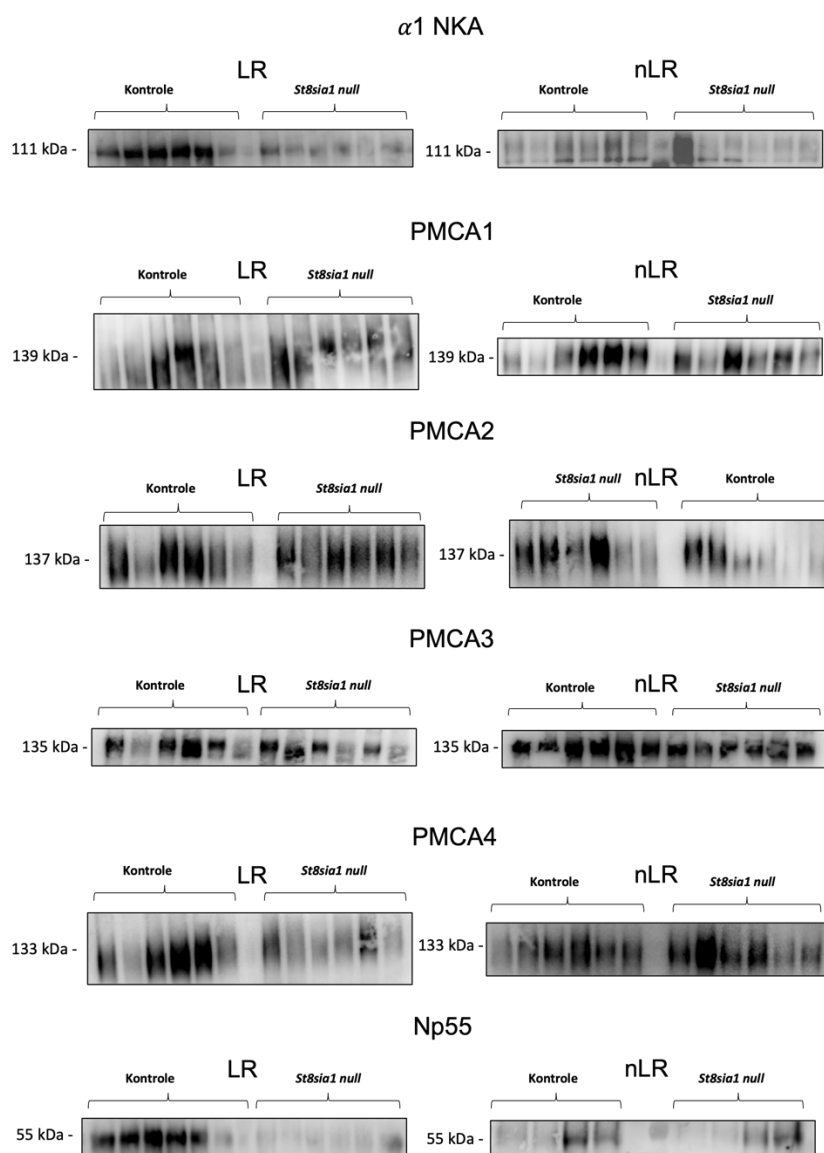 α1 NKA
LR nLR
Kontrole St8sia1 null Kontrole St8sia1 null
111 kDa - 111 kDa -
PMCA1
LR nLR
Kontrole St8sia1 null Kontrole St8sia1 null
139 kDa - 139 kDa -
PMCA2
LR nLR
Kontrole St8sia1 null St8sia1 null Kontrole
137 kDa - 137 kDa -
PMCA3
LR nLR
Kontrole St8sia1 null Kontrole St8sia1 null
135 kDa - 135 kDa -
PMCA4
LR nLR
Kontrole St8sia1 null Kontrole St8sia1 null
133 kDa - 133 kDa -
Np55
LR nLR
Kontrole St8sia1 null Kontrole St8sia1 null
55 kDa - 55 kDa -